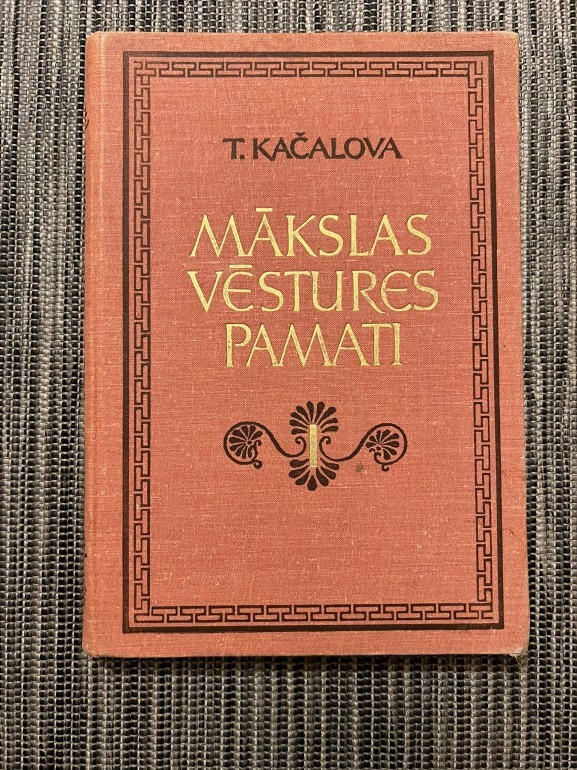 T. KAČALOVA
MĀKSLAS
VĒSTURES
PAMATI
I